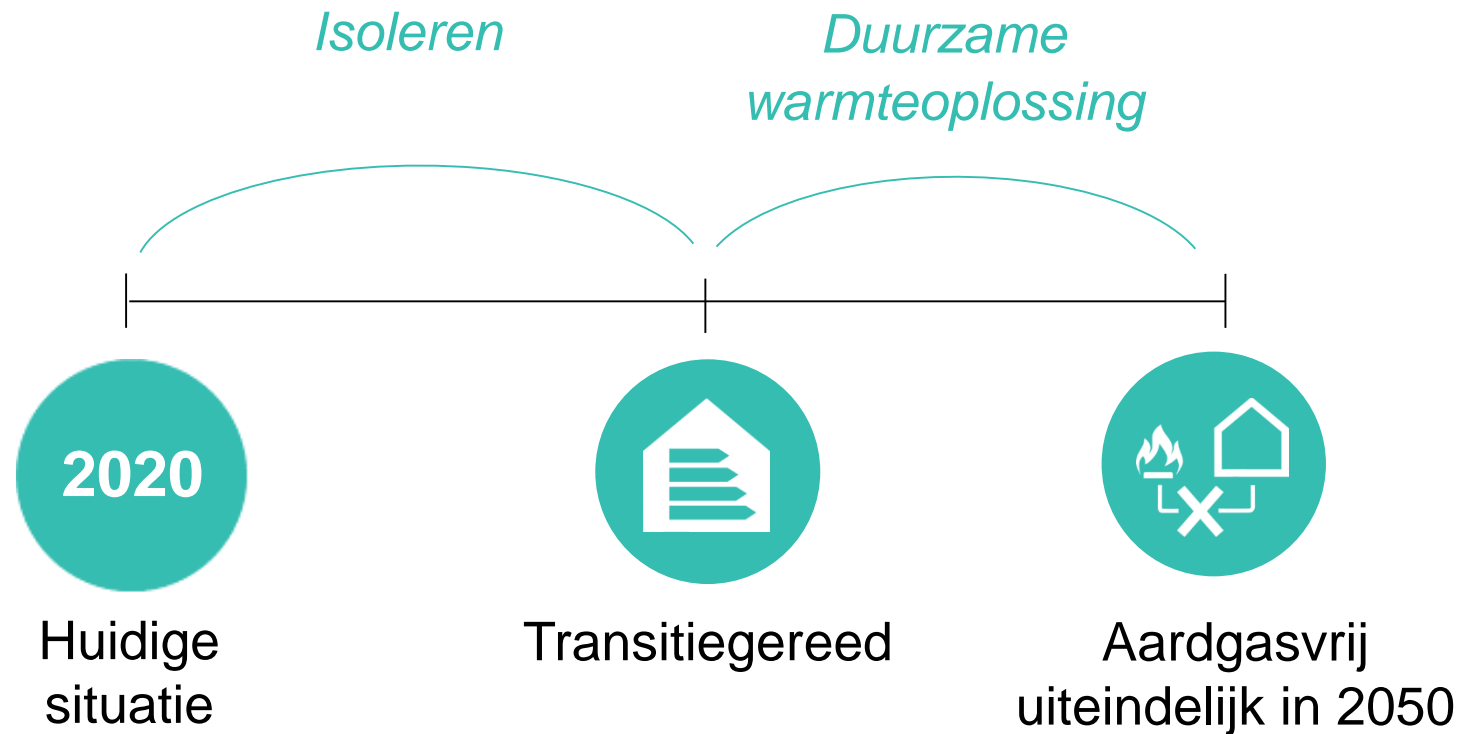 Isoleren
Duurzame
warmteoplossing
2020
Huidige
situatie
Transitiegereed
Aardgasvrij
uiteindelijk in 2050